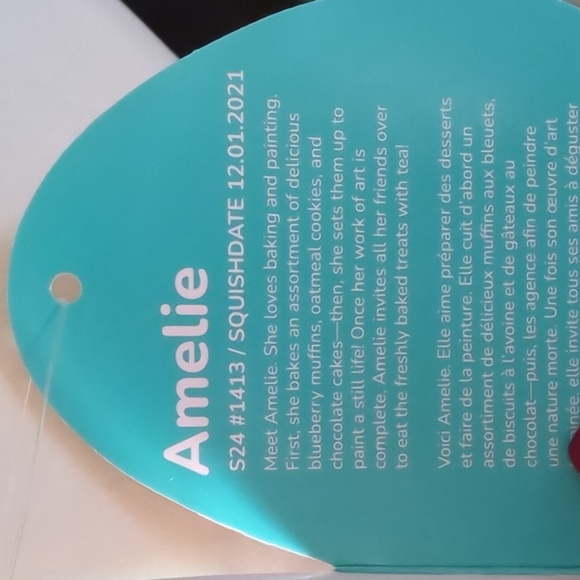 Amelie
S24 #1413 / SQUISHDATE 12.01.2021
Meet Amelie. She loves baking and painting.
First, she bakes an assortment of delicious
blueberry muffins, oatmeal cookies, and
chocolate cakes—then, she sets them up to
paint a still life! Once her work of art is
complete, Amelie invites all her friends over
to eat the freshly baked treats with tea!
Voici Amelie. Elle aime préparer des desserts
et faire de la peinture. Elle cuit d'abord un
assortiment de délicieux muffins aux bleuets,
de biscuits à l'avoine et de gâteaux au
chocolat—puis, les agence afin de peindre
une nature morte. Une fois son œuvre d'art
elle invite tous ses amis à déguster